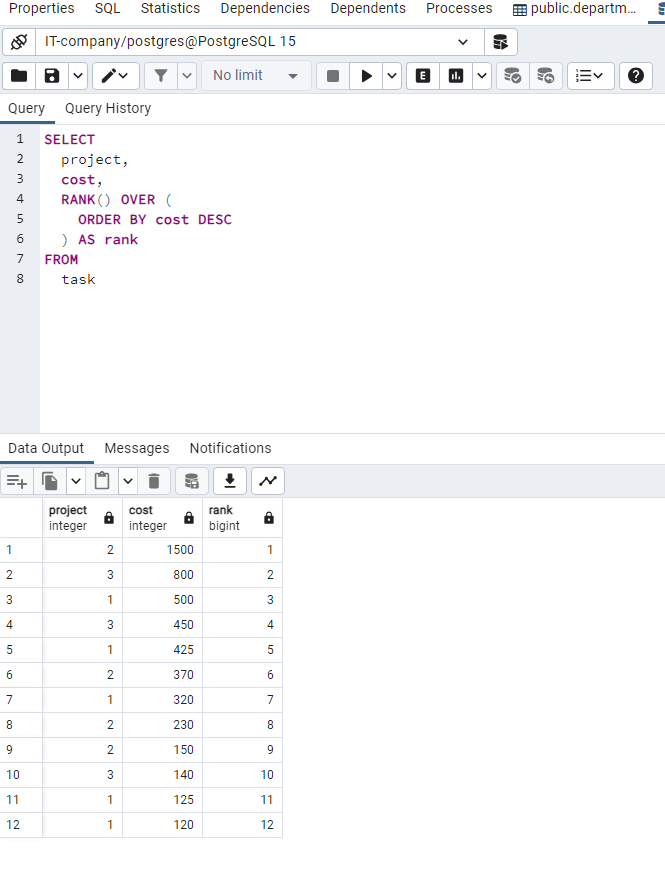 Properties SQL Statistics Dependencies Dependents Processes public.departm...
IT-company/postgres@PostgreSQL 15
No limit E
Query Query History
1 SELECT
2 project,
3 cost,
4 RANK() OVER (
5 ORDER BY cost DESC
6 ) AS rank
7 FROM
8 task
Data Output Messages Notifications
project cost rank
integer integer bigint
1 2 1500 1
2 3 800 2
3 1 500 3
4 3 450 4
5 1 425 5
6 2 370 6
7 1 320 7
8 2 230 8
9 2 150 9
10 3 140 10
11 1 125 11
12 1 120 12